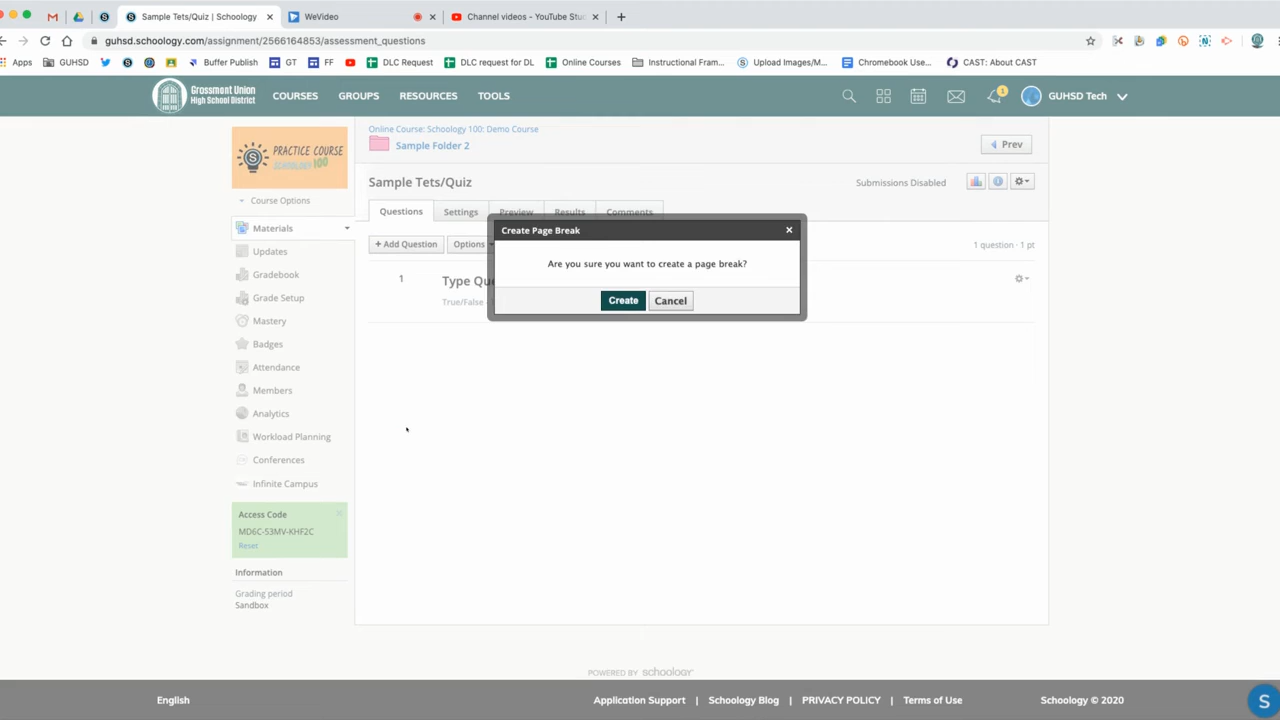 Sample Tets/Quiz | Schoology
WeVideo
Channel videos - YouTube Stu
guhsd.schoology.com/assignment/2566164853/assessment_questions
Apps
GUHSD
Buffer Publish
GT
FF
DLC Request
DLC request for DL
Online Courses
Instructional Fram...
Upload Images/M...
Chromebook Use...
CAST: About CAST
Grossmont Union
High School District
COURSES
GROUPS
RESOURCES
TOOLS
1
GUHSD Tech
PRACTICE COURSE
SCHOOLOGY 100
Course Options
Materials
Updates
Gradebook
Grade Setup
Mastery
Badges
Attendance
Members
Analytics
Workload Planning
Conferences
Infinite Campus
Access Code
MD6C-53MV-KHF2C
Reset
Information
Grading period
Sandbox
Online Course: Schoology 100: Demo Course
Sample Folder 2
Prev
Sample Tets/Quiz
Submissions Disabled
Questions
Settings
Preview
Results
Comments
+ Add Question
Options
1 question · 1 pt
1
Type Qu
True/False
Create Page Break
Are you sure you want to create a page break?
Create
Cancel
POWERED BY schoology
English
Application Support | Schoology Blog | PRIVACY POLICY | Terms of Use
Schoology © 2020
S